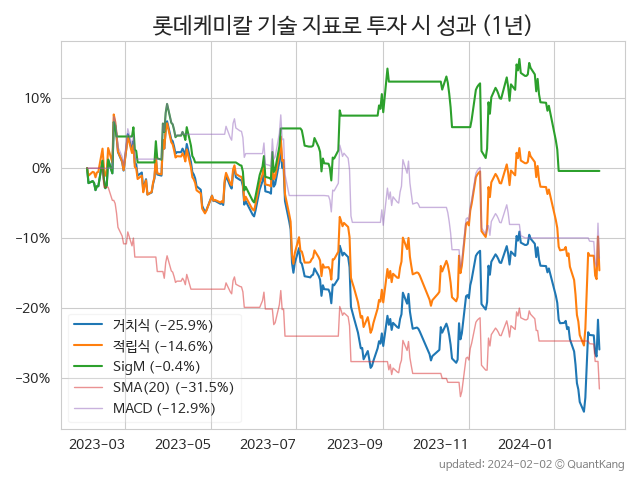 롯데케미칼 기술 지표로 투자 시 성과 (1년)
10%
0%
−10%
−20%
−30%
거치식 (−25.9%)
적립식 (−14.6%)
SigM (−0.4%)
SMA(20) (−31.5%)
MACD (−12.9%)
2023−03 2023−05 2023−07 2023−09 2023−11 2024−01
updated: 2024−02−02 © QuantKang